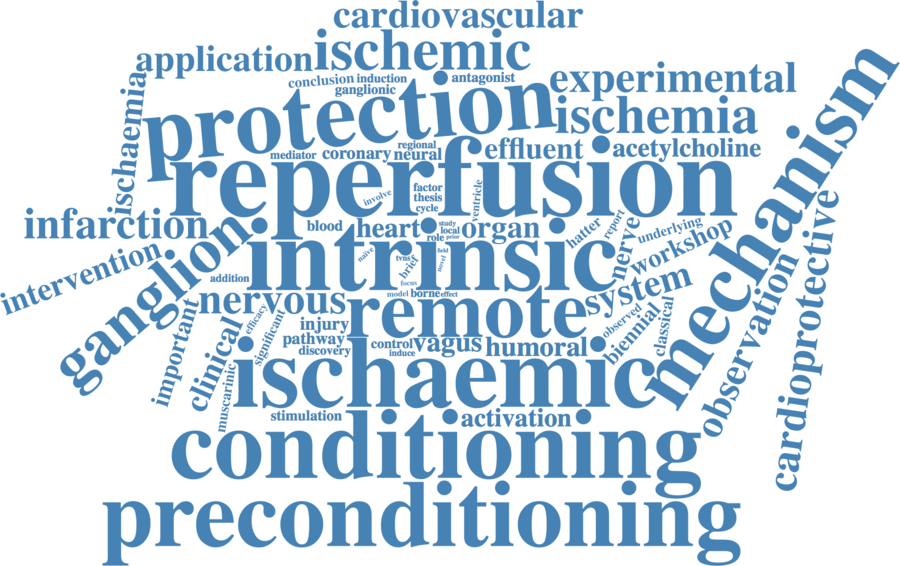 cardiovascular
ischemic
application
conclusion
induction
antagonist
ganglionic
experimental
protection
ischemia
mechanism
ischaemia
regional
mediator
coronary
neural
effluent
acetylcholine
reperfusion
involve
factor
thesis
cycle
ventricle
infarction
blood
heart
study
local
role
prior
organ
hatter
report
nerve
underlying
workshop
cardioprotective
intrinsic
naive
tvns
brief
field
novel
focus
ganglion
intervention
addition
nervous
model
borne
effect
system
remote
observation
important
clinical
efficacy
significant
injury
pathway
discovery
control
induce
vagus
humoral
observed
biennial
classical
muscarinic
ischaemic
stimulation
activation
conditioning
preconditioning